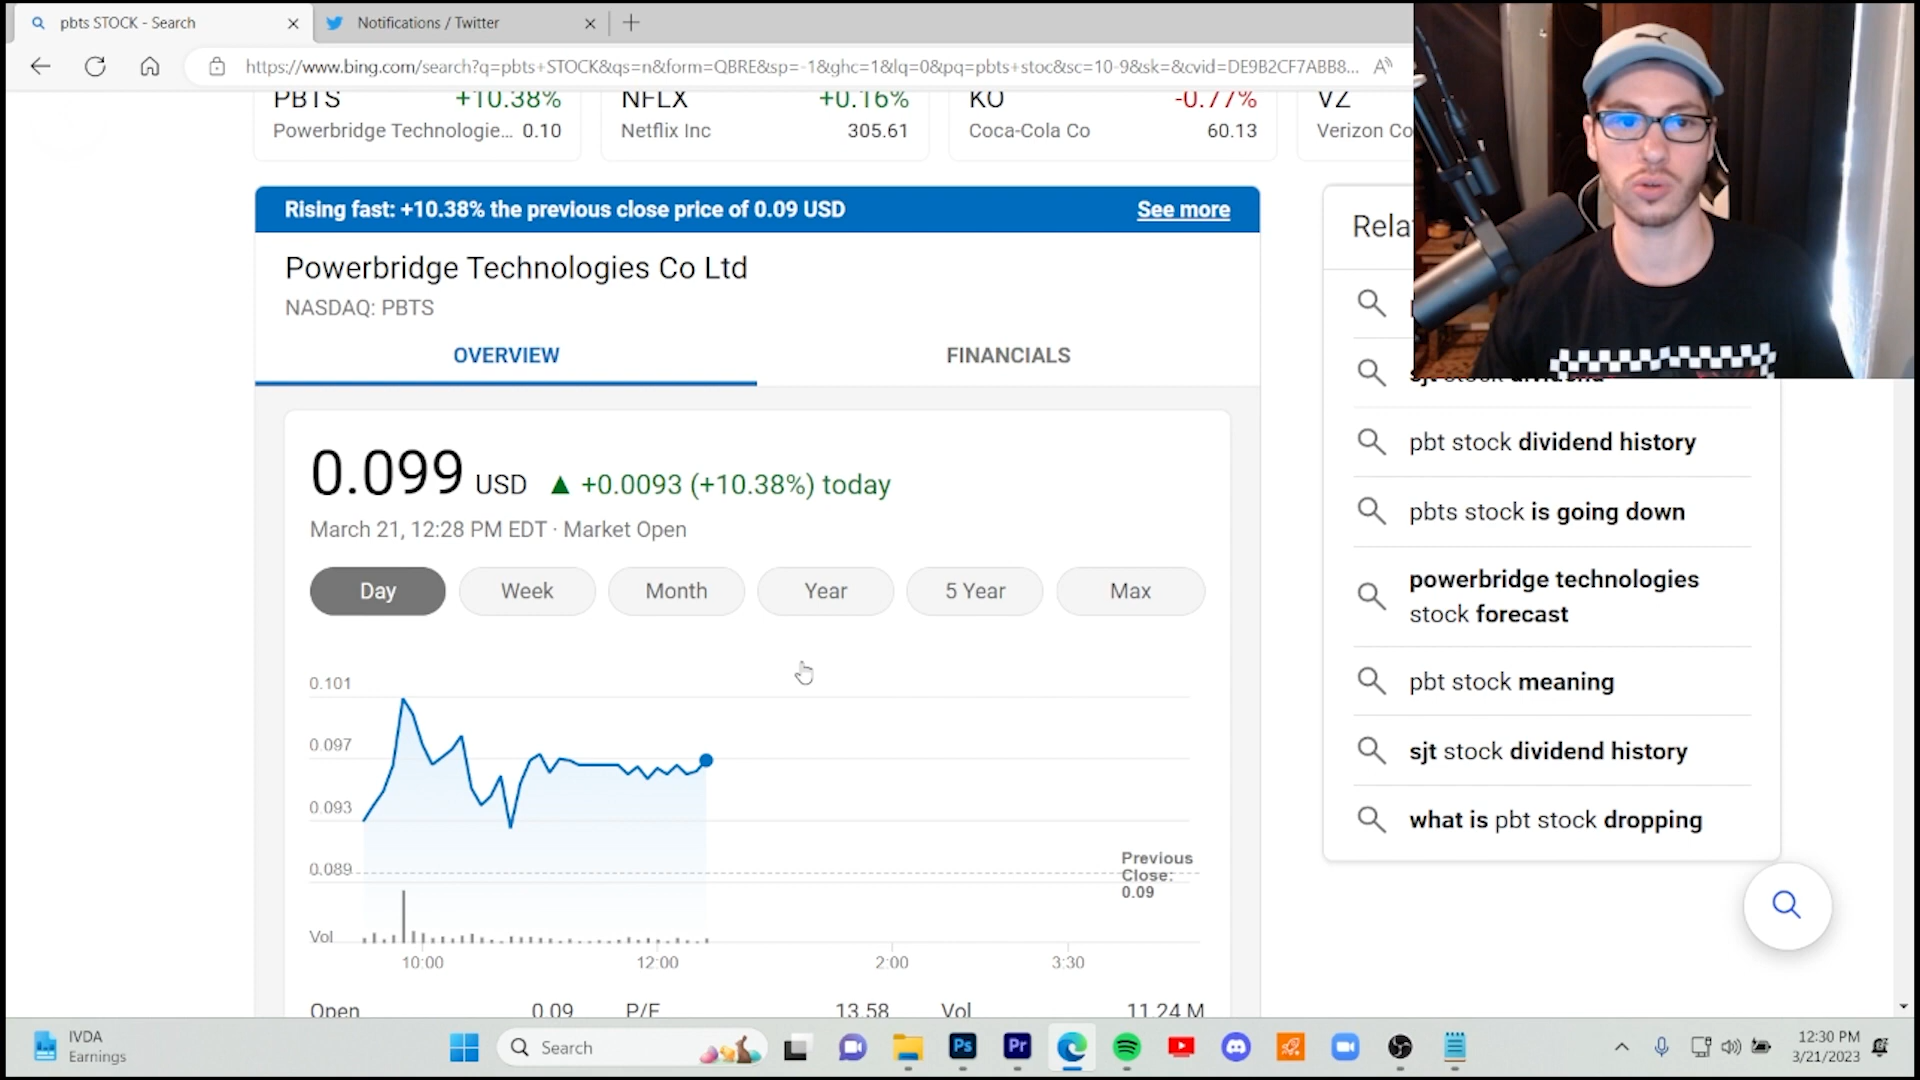 pbts STOCK - Search
Notifications / Twitter
https://www.bing.com/search?q=pbts+STOCK&qs=n&form=QBRE&sp=-1&ghc=1&lq=0&pq=pbts+stoc&sc=10-9&sk=&cvid=DE9B2CF7ABB8...
PBTS +10.38%
Powerbridge Technologie... 0.10
NFLX +0.16%
Netflix Inc 305.61
KO -0.77%
Coca-Cola Co 60.13
VZ
Verizon Co
Rising fast: +10.38% the previous close price of 0.09 USD See more
Powerbridge Technologies Co Ltd
NASDAQ: PBTS
OVERVIEW FINANCIALS
0.099 USD ▲ +0.0093 (+10.38%) today
March 21, 12:28 PM EDT · Market Open
Day Week Month Year 5 Year Max
0.101
0.097
0.093
0.089
Previous
Close:
0.09
Vol
10:00 12:00 2:00 3:30
Open 0.09 P/E 13.58 Vol 11.24 M
Rela
sjt stock dividend
pbt stock dividend history
pbts stock is going down
powerbridge technologies
stock forecast
pbt stock meaning
sjt stock dividend history
what is pbt stock dropping
IVDA
Earnings
Search
Ps
Pr
12:30 PM
3/21/2023